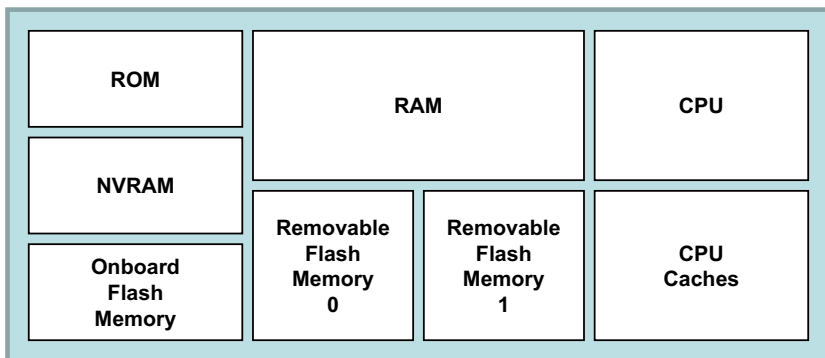 ROM
RAM
CPU
NVRAM
Onboard
Flash
Memory
Removable
Flash
Memory
0
Removable
Flash
Memory
1
CPU
Caches